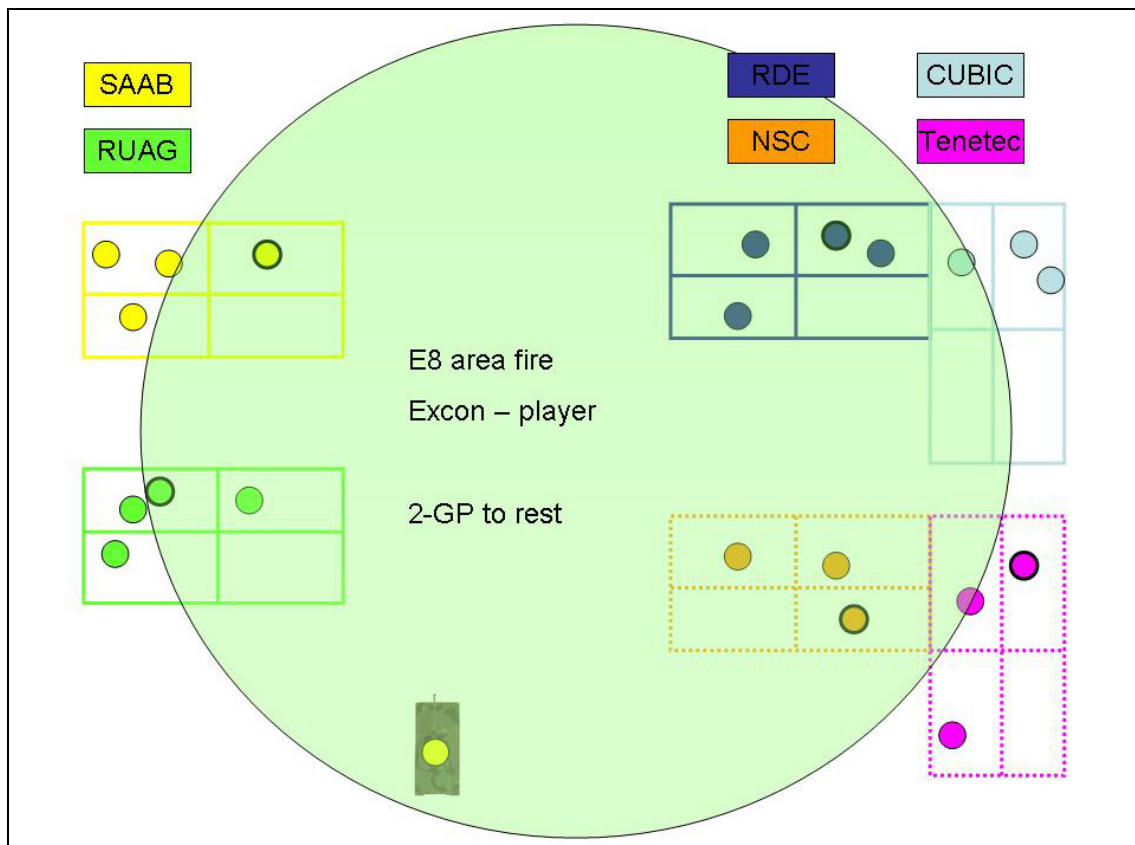 SAAB
RUAG
RDE
CUBIC
NSC
Tenetec
E8 area fire
Excon – player
2-GP to rest